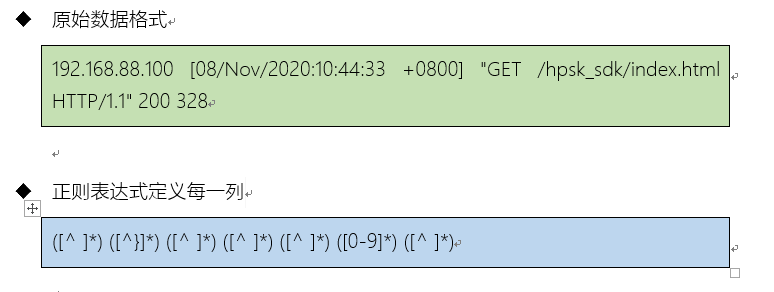 ◆ 原始数据格式
192.168.88.100 [08/Nov/2020:10:44:33 +0800] "GET /hpsk_sdk/index.html
HTTP/1.1" 200 328
◆ 正则表达式定义每一列
([^ ]*) ([^}]*) ([^ ]*) ([^ ]*) ([^ ]*) ([0-9]*) ([^ ]*)